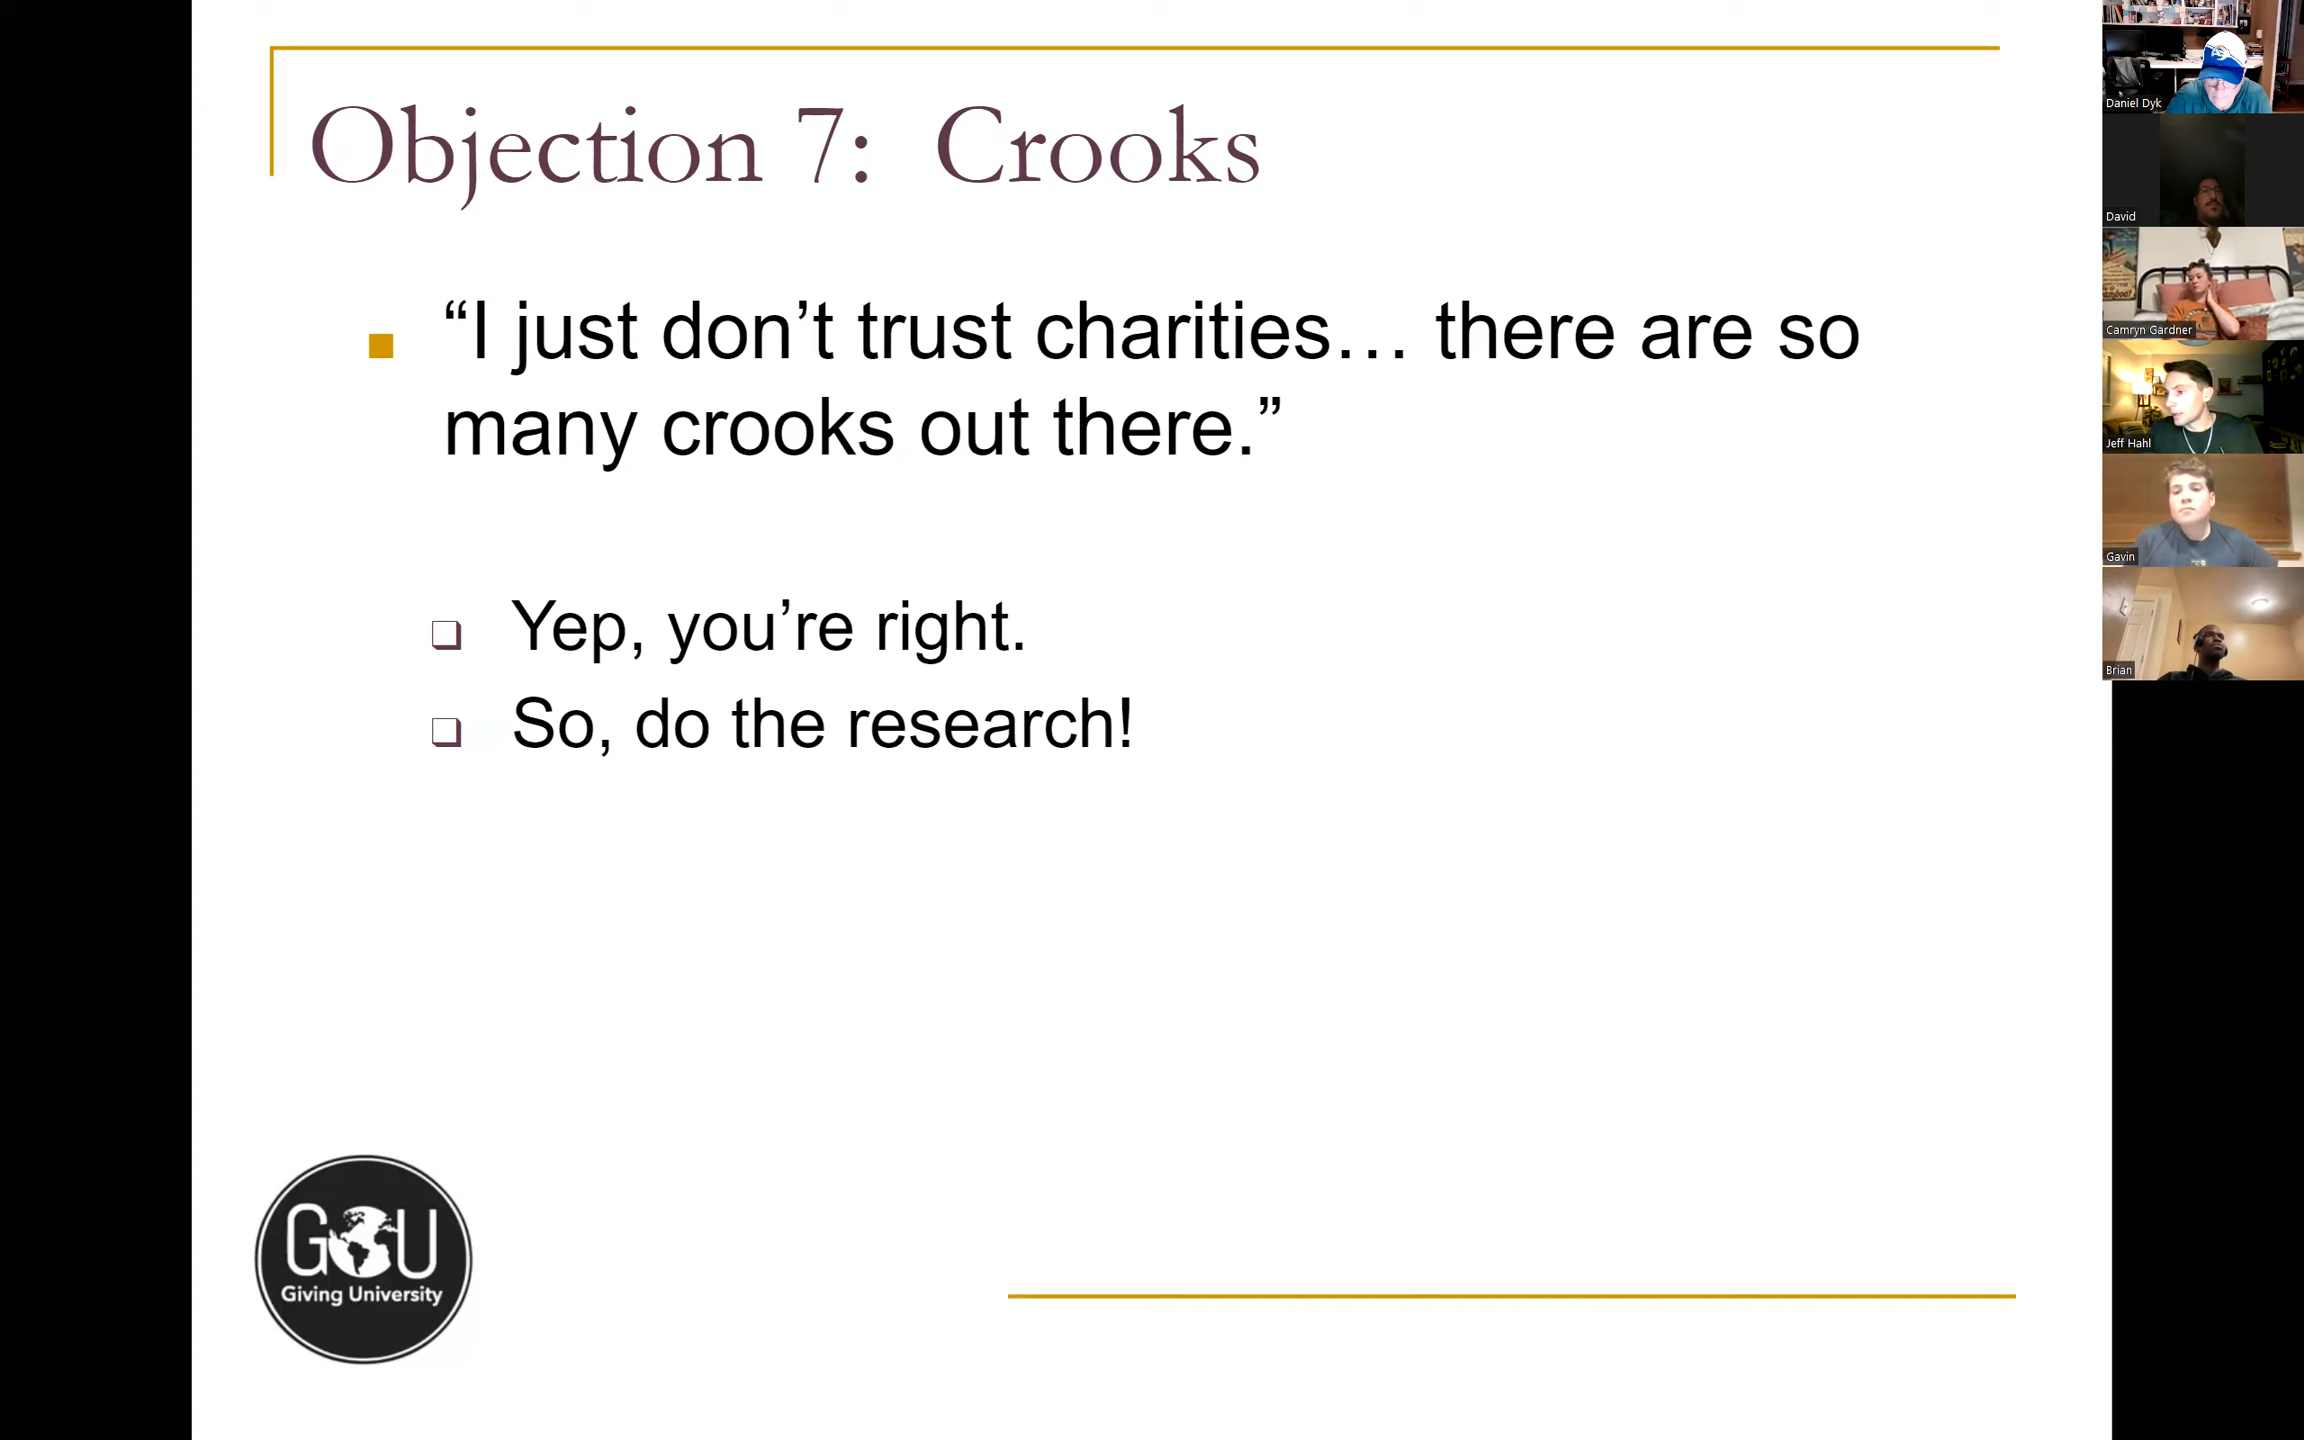 Objection 7: Crooks
“I just don’t trust charities… there are so
many crooks out there.”
Yep, you’re right.
So, do the research!
GU
Giving University
Daniel Dyk
David
Camryn Gardner
Jeff Hahl
Gavin
Brian